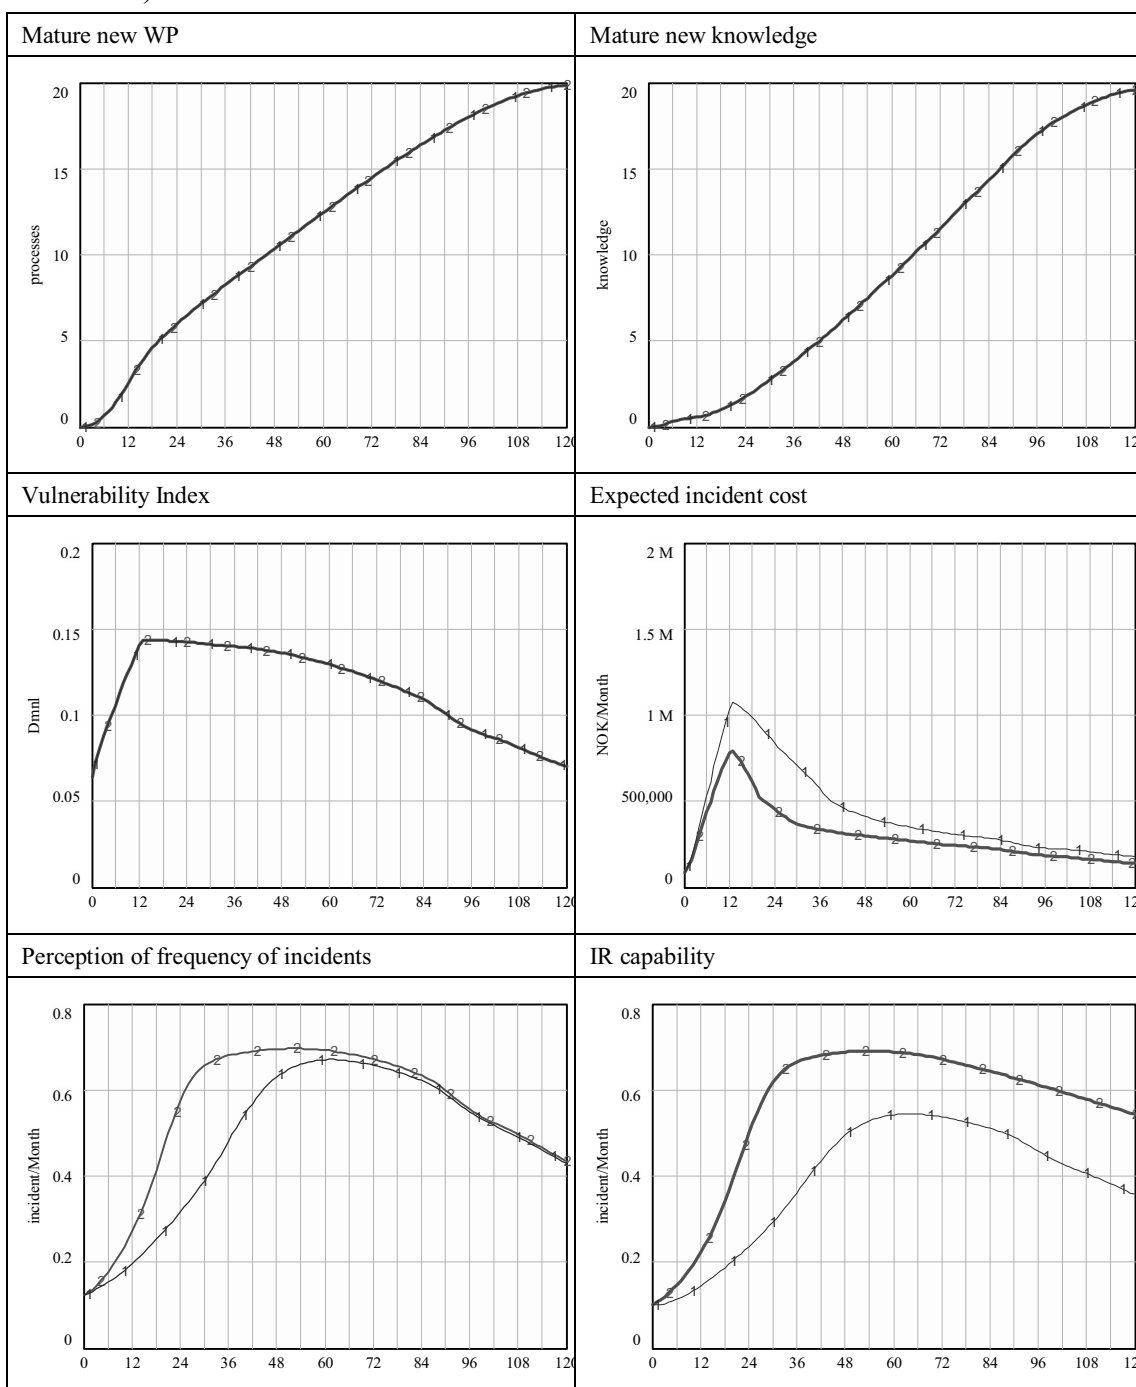 Mature new WP
Mature new knowledge
20
15
10
5
0
processes
0 12 24 36 48 60 72 84 96 108 120
20
15
10
5
0
knowledge
0 12 24 36 48 60 72 84 96 108
Vulnerability Index
Expected incident cost
0.2
0.15
0.1
0.05
0
Dmnl
0 12 24 36 48 60 72 84 96 108 120
2 M
1.5 M
1 M
500,000
0
NOK/Month
0 12 24 36 48 60 72 84 96 108
Perception of frequency of incidents
IR capability
0.8
0.6
0.4
0.2
0
incident/Month
0 12 24 36 48 60 72 84 96 108 120
0.8
0.6
0.4
0.2
0
incident/Month
0 12 24 36 48 60 72 84 96 108